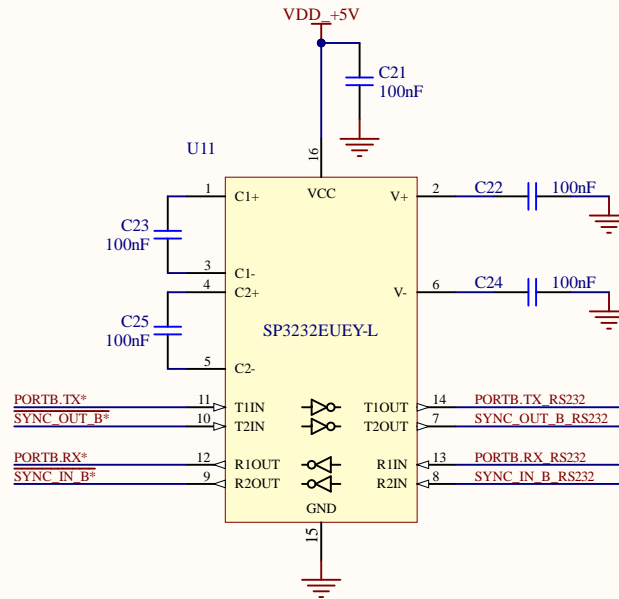 VDD_+5V
C21
100nF
U11
16
VCC
1 C1+ V+ 2 C22 100nF
C23
100nF
3 C1-
4 C2+ V- 6 C24 100nF
C25
100nF
SP3232EUEY-L
5 C2-
PORTB.TX* 11 T1IN T1OUT 14 PORTB.TX_RS232
SYNC_OUT_B* 10 T2IN T2OUT 7 SYNC_OUT_B_RS232
PORTB.RX* 12 R1OUT R1IN 13 PORTB.RX_RS232
SYNC_IN_B* 9 R2OUT R2IN 8 SYNC_IN_B_RS232
GND
15